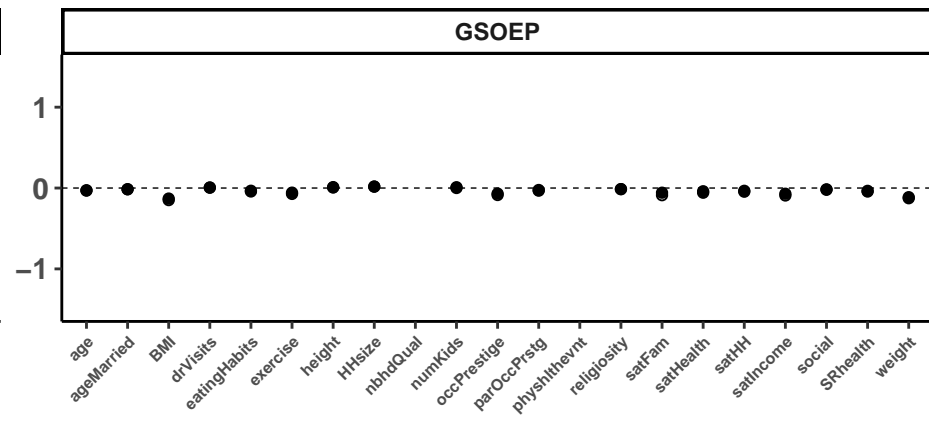 GSOEP
1
0
−1
age
ageMarried
BMI
drVisits
eatingHabits
exercise
height
HHsize
nbhdQual
numKids
occPrestige
parOccPrstg
physhlthevnt
religiosity
satFam
satHealth
satHH
satIncome
social
SRhealth
weight